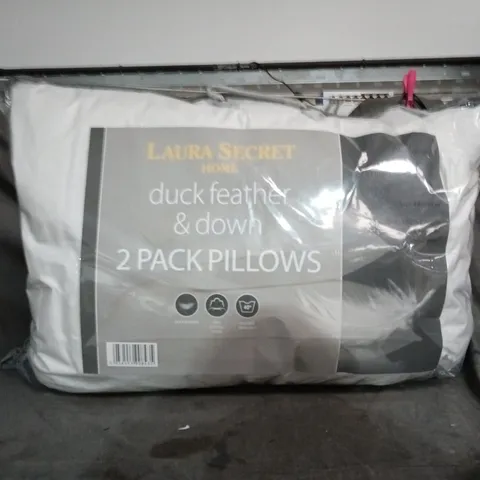 LAURA SECRET
HOME
duck feather
& down
2 PACK PILLOWS